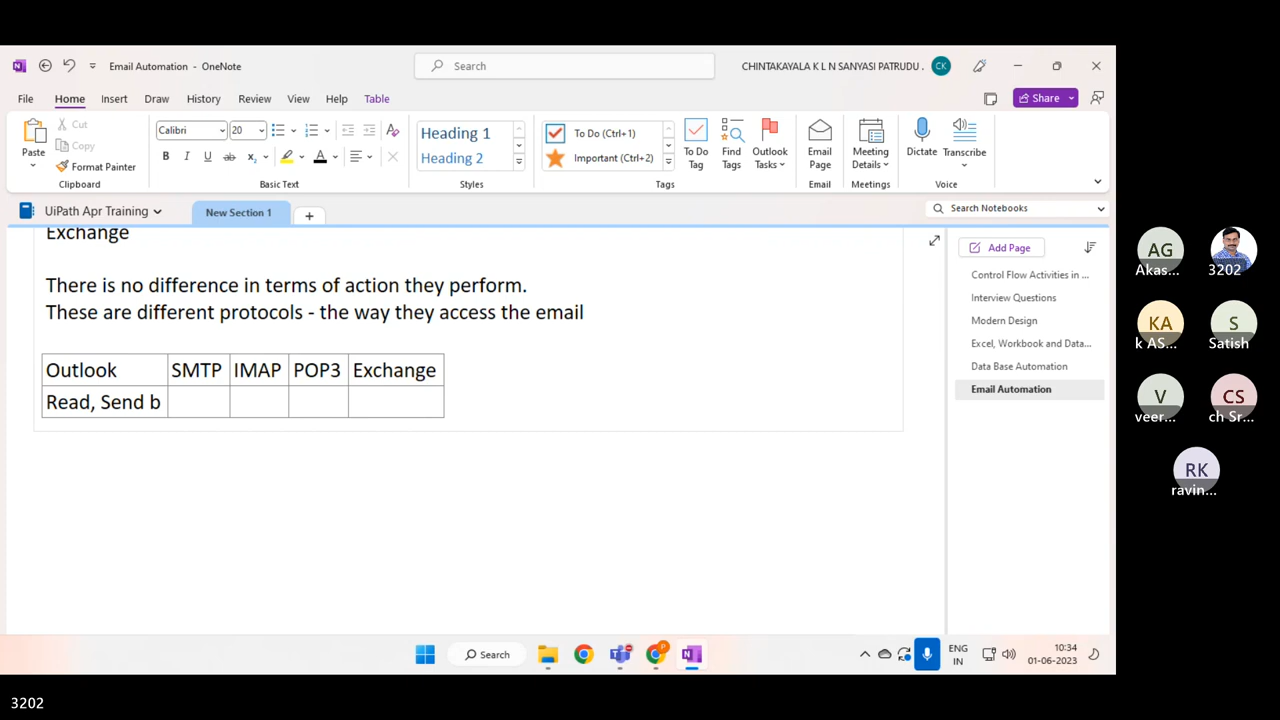 Email Automation - OneNote
Search
CHINTAKAYALA K L N SANYASI PATRUDU .
CK
File Home Insert Draw History Review View Help Table
Share
Paste
Cut
Copy
Format Painter
Clipboard
Calibri
20
B I U ab x
A
Basic Text
Heading 1
Heading 2
Styles
To Do (Ctrl+1)
Important (Ctrl+2)
Tags
To Do Tag
Find Tags
Outlook Tasks
Email Page
Email
Meeting Details
Meetings
Dictate
Transcribe
Voice
UiPath Apr Training
New Section 1
+
Search Notebooks
Exchange
There is no difference in terms of action they perform.
These are different protocols - the way they access the email
Outlook SMTP IMAP POP3 Exchange
Read, Send b
Add Page
Control Flow Activities in ...
Interview Questions
Modern Design
Excel, Workbook and Data...
Data Base Automation
Email Automation
AG
Akas...
3202
KA
k AS...
S
Satish
V
veer...
CS
ch Sr...
RK
ravin...
Search
ENG
IN
10:34
01-06-2023
3202